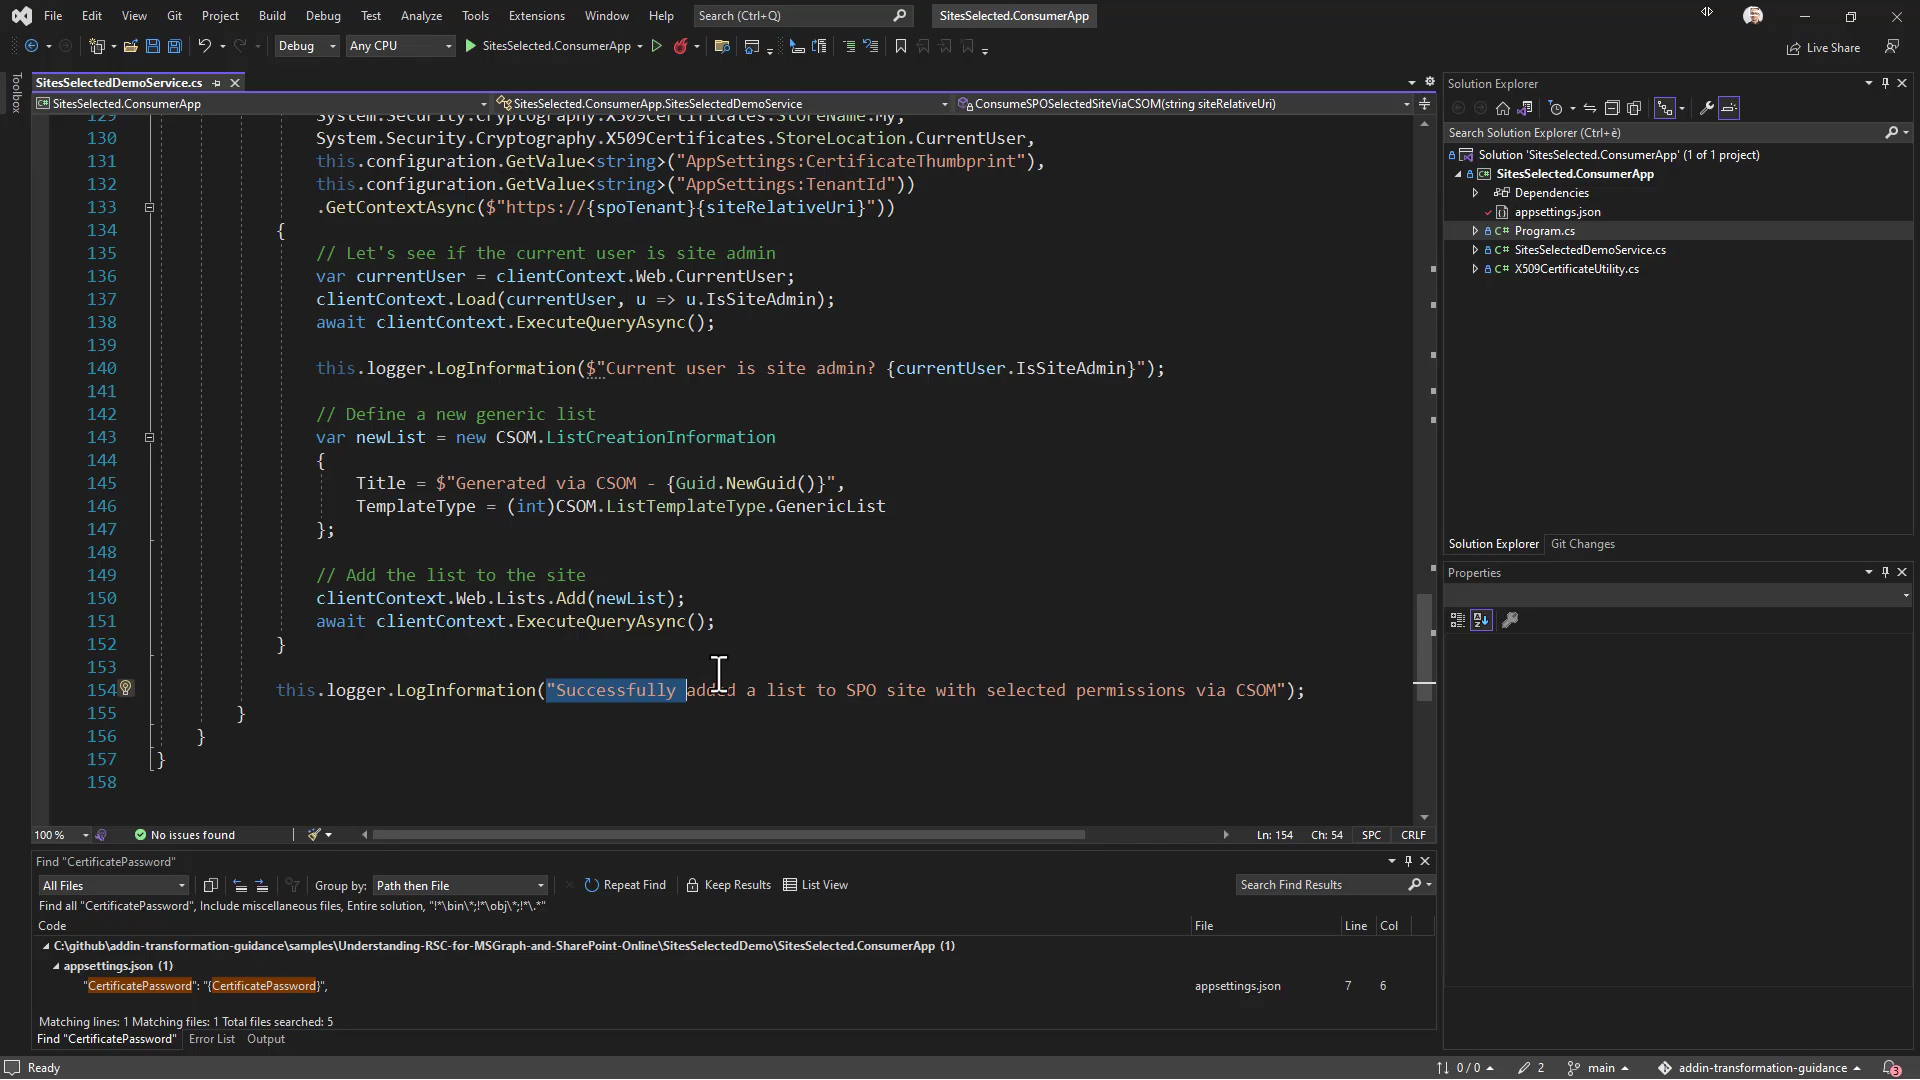 File Edit View Git Project Build Debug Test Analyze Tools Extensions Window Help Search (Ctrl+Q) SitesSelected.ConsumerApp
Debug Any CPU SitesSelected.ConsumerApp Live Share
Toolbox
SitesSelectedDemoService.cs
SitesSelected.ConsumerApp SitesSelected.ConsumerApp.SitesSelectedDemoService ConsumeSPOSelectedSiteViaCSOM(string siteRelativeUri)
129 System.Security.Cryptography.X509Certificates.StoreName.My,
130 System.Security.Cryptography.X509Certificates.StoreLocation.CurrentUser,
131 this.configuration.GetValue<string>("AppSettings:CertificateThumbprint"),
132 this.configuration.GetValue<string>("AppSettings:TenantId"))
133 .GetContextAsync($"https://{spoTenant}{siteRelativeUri}"))
134 {
135 // Let's see if the current user is site admin
136 var currentUser = clientContext.Web.CurrentUser;
137 clientContext.Load(currentUser, u => u.IsSiteAdmin);
138 await clientContext.ExecuteQueryAsync();
139
140 this.logger.LogInformation($"Current user is site admin? {currentUser.IsSiteAdmin}");
141
142 // Define a new generic list
143 var newList = new CSOM.ListCreationInformation
144 {
145 Title = $"Generated via CSOM - {Guid.NewGuid()}",
146 TemplateType = (int)CSOM.ListTemplateType.GenericList
147 };
148
149 // Add the list to the site
150 clientContext.Web.Lists.Add(newList);
151 await clientContext.ExecuteQueryAsync();
152 }
153
154 this.logger.LogInformation("Successfully added a list to SPO site with selected permissions via CSOM");
155 }
156 }
157 }
158
100 % No issues found Ln: 154 Ch: 54 SPC CRLF
Find "CertificatePassword"
All Files Group by: Path then File Repeat Find Keep Results List View Search Find Results
Find all "CertificatePassword", Include miscellaneous files, Entire solution, "!*\bin\*;!*\obj\*;!*\.*"
Code File Line Col
C:\github\addin-transformation-guidance\samples\Understanding-RSC-for-MSGraph-and-SharePoint-Online\SitesSelectedDemo\SitesSelected.ConsumerApp (1)
appsettings.json (1)
"CertificatePassword": "{CertificatePassword}", appsettings.json 7 6
Matching lines: 1 Matching files: 1 Total files searched: 5
Find "CertificatePassword" Error List Output
Solution Explorer
Search Solution Explorer (Ctrl+è)
Solution 'SitesSelected.ConsumerApp' (1 of 1 project)
SitesSelected.ConsumerApp
Dependencies
appsettings.json
C# Program.cs
C# SitesSelectedDemoService.cs
C# X509CertificateUtility.cs
Solution Explorer Git Changes
Properties
Ready 0 / 0 2 main addin-transformation-guidance 3